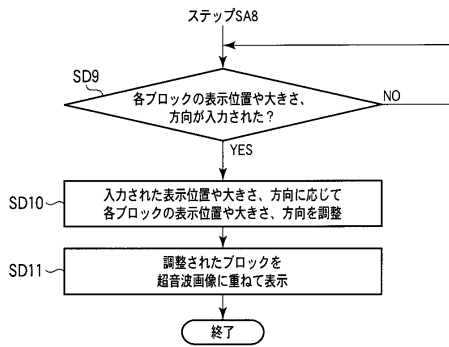 ステップSA8
SD9
各ブロックの表示位置や大きさ、
方向が入力された?
NO
YES
SD10
入力された表示位置や大きさ、方向に応じて
各ブロックの表示位置や大きさ、方向を調整
SD11
調整されたブロックを
超音波画像に重ねて表示
終了